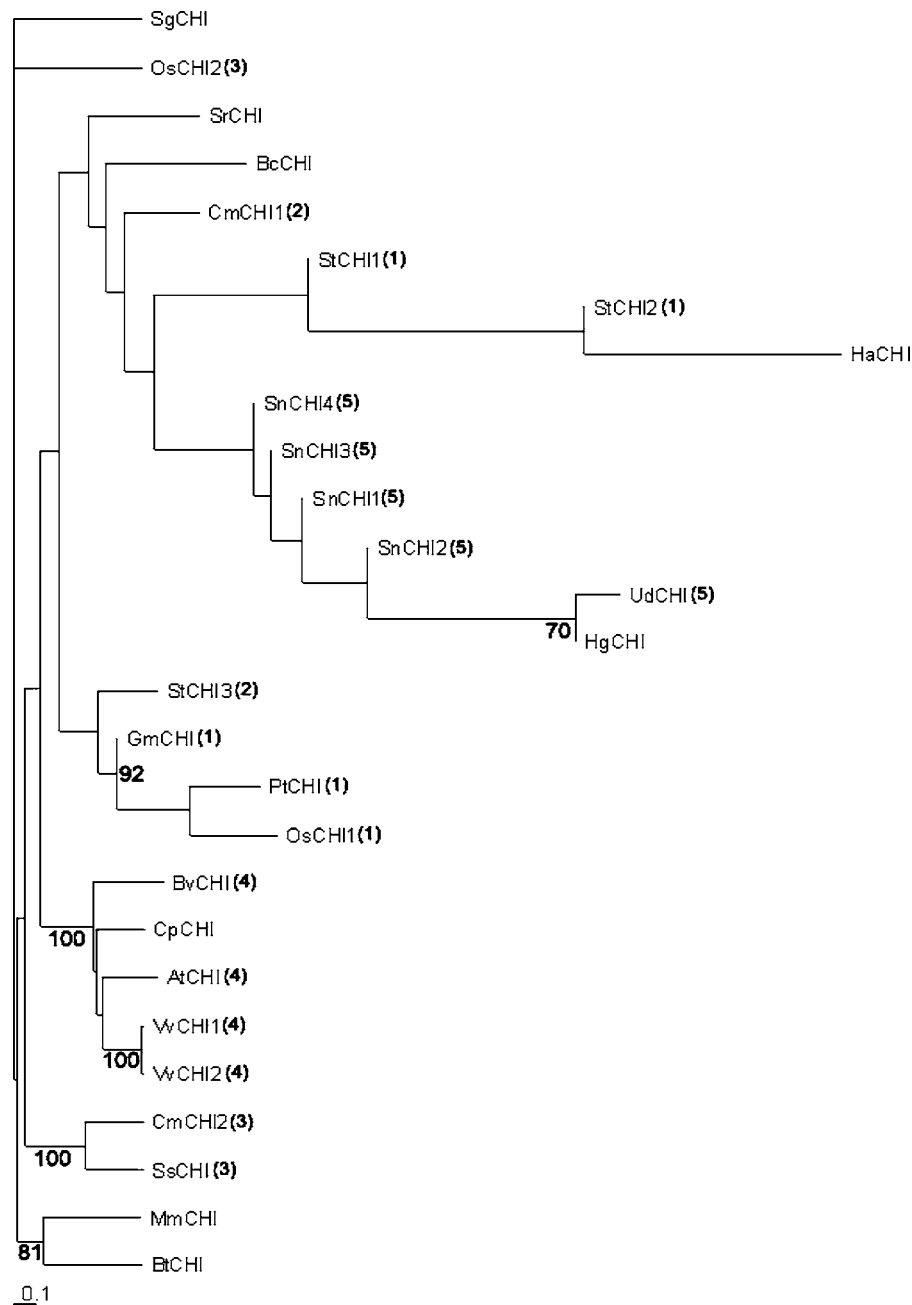 SgCHI
OsCHI2(3)
SrCHI
BcCHI
CmCHI1(2)
StCHI1(1)
StCHI2(1)
HaCHI
SnCHI4(5)
SnCHI3(5)
SnCHI1(5)
SnCHI2(5)
UdCHI(5)
70
HgCHI
StCHI3(2)
GmCHI(1)
92
PtCHI(1)
OsCHI1(1)
BvCHI(4)
CpCHI
100
AtCHI(4)
VvCHI1(4)
100
VvCHI2(4)
CmCHI2(3)
100
SsCHI(3)
MmCHI
81
BtCHI
0.1